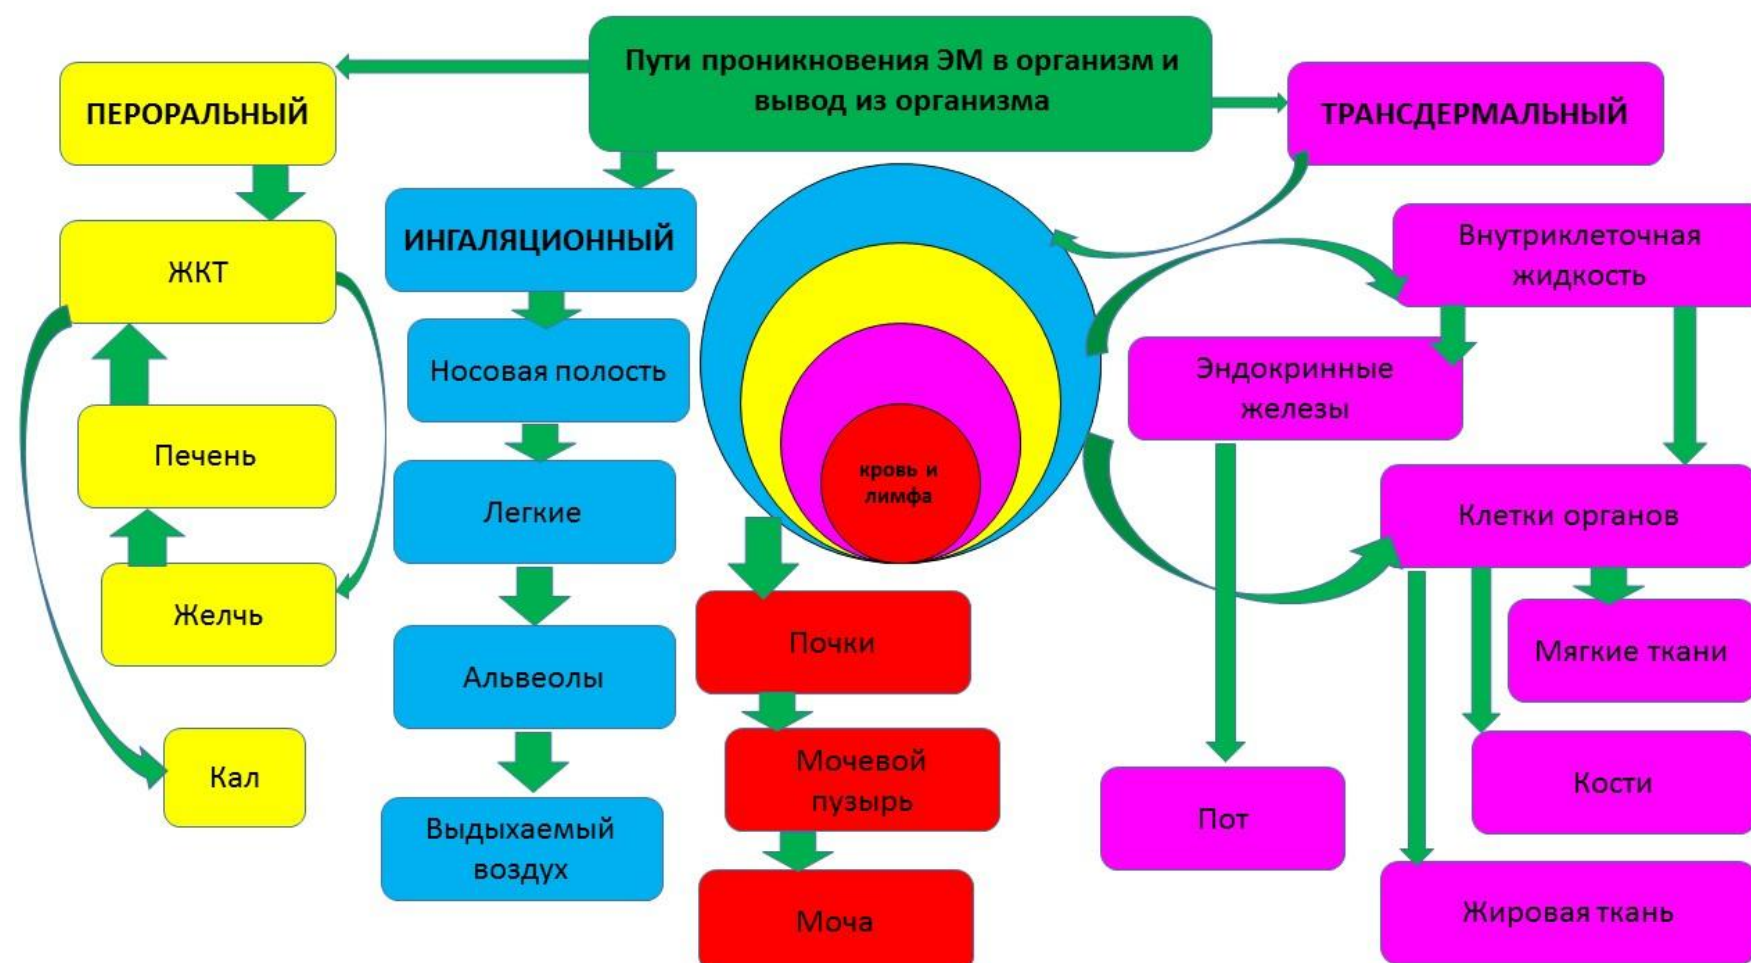 Пути проникновения ЭМ в организм и
вывод из организма
ПЕРОРАЛЬНЫЙ
ТРАНСДЕРМАЛЬНЫЙ
ЖКТ
ИНГАЛЯЦИОННЫЙ
Внутриклеточная
жидкость
Носовая полость
Эндокринные
железы
Печень
Легкие
кровь и
лимфа
Клетки органов
Желчь
Альвеолы
Почки
Мягкие ткани
Кал
Выдыхаемый
воздух
Мочевой
пузырь
Пот
Кости
Моча
Жировая ткань